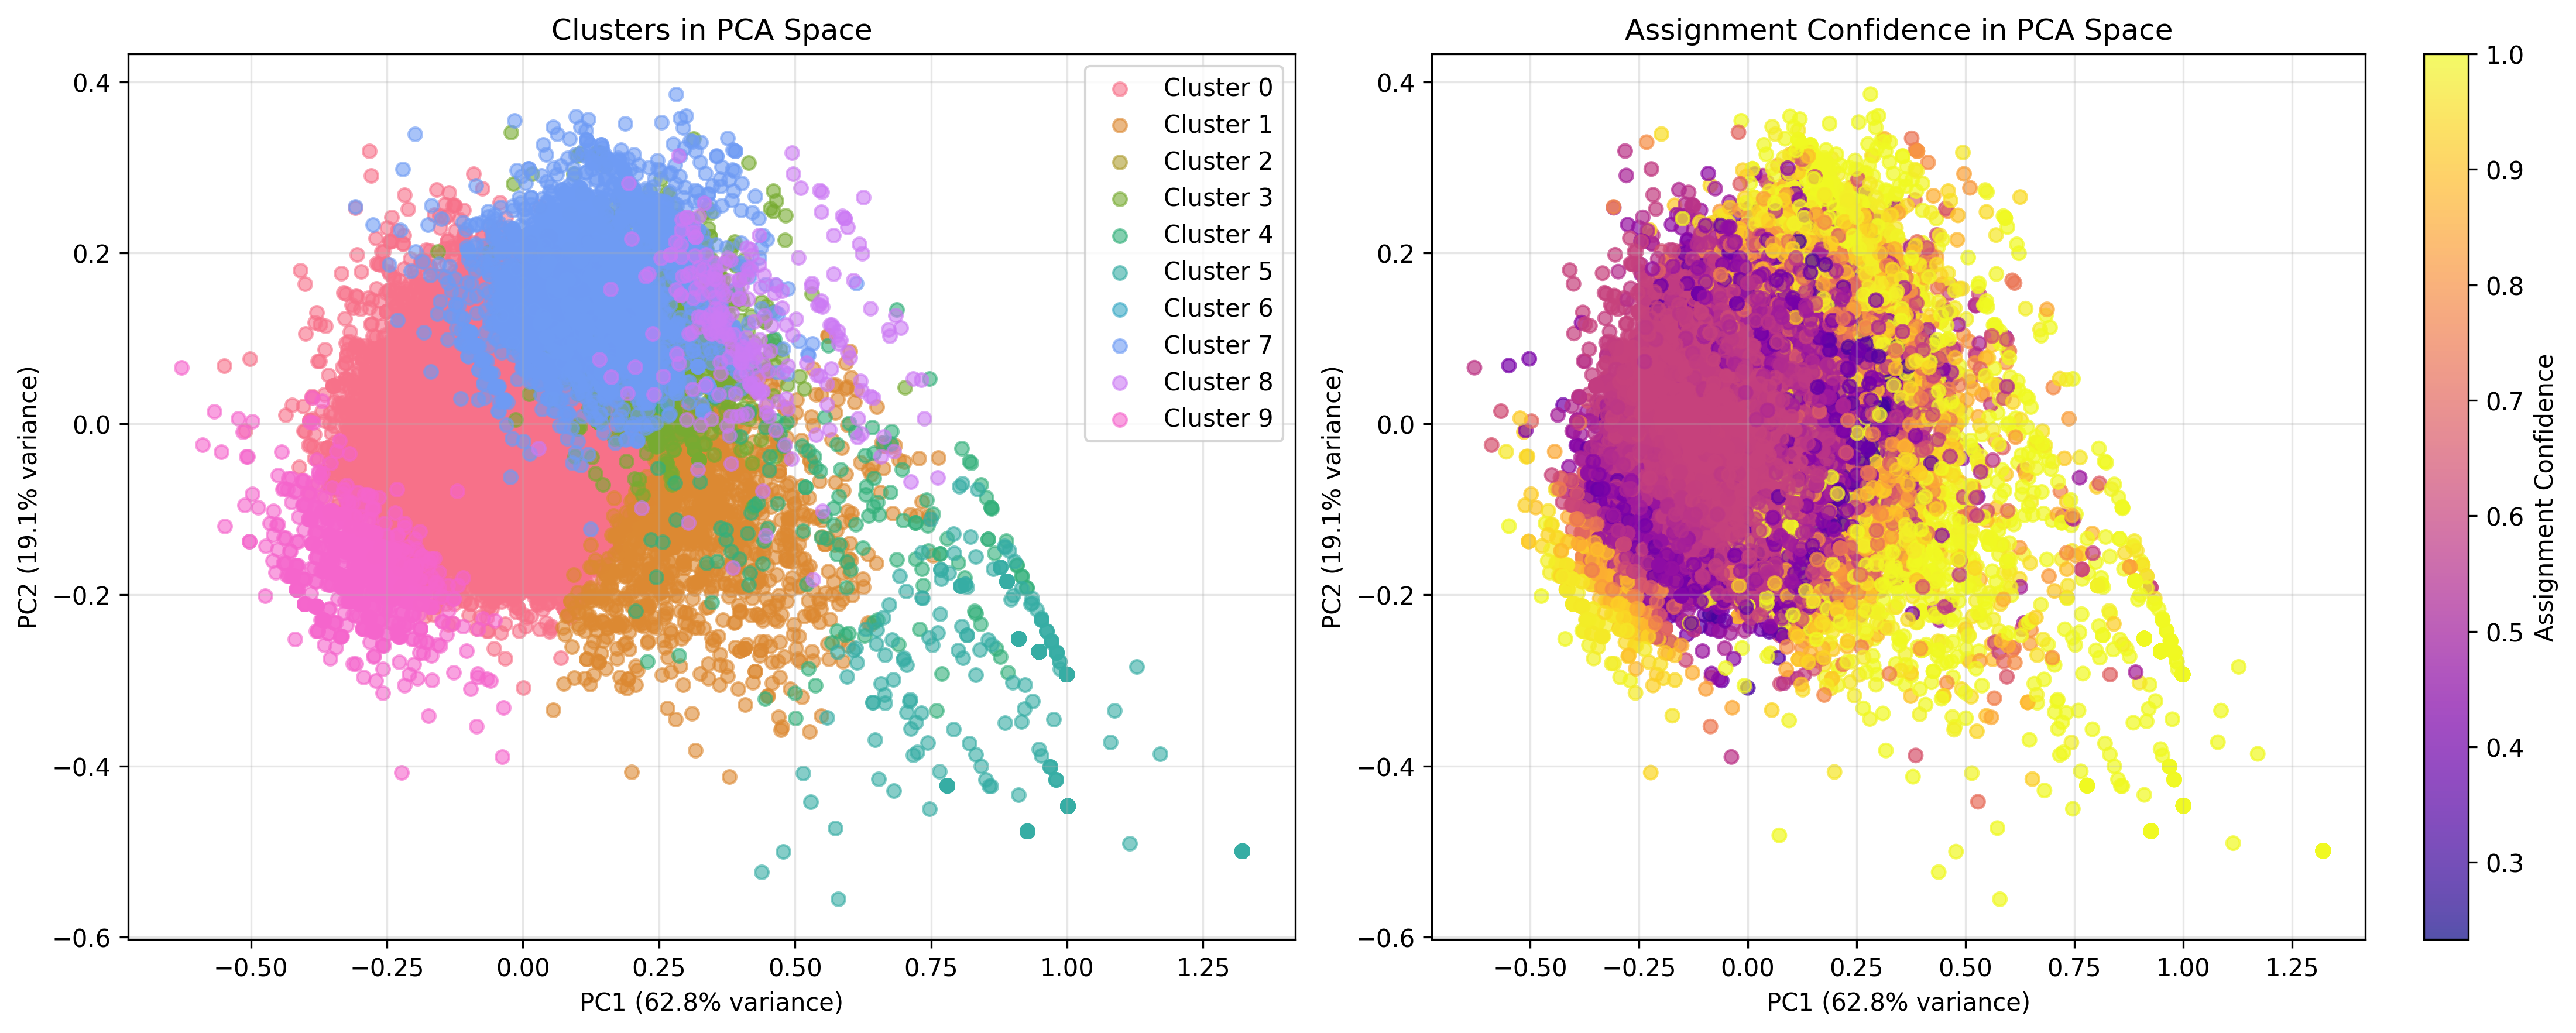 Clusters in PCA Space
0.4
0.2
0.0
−0.2
−0.4
−0.6
PC2 (19.1% variance)
−0.50 −0.25 0.00 0.25 0.50 0.75 1.00 1.25
PC1 (62.8% variance)
Cluster 0
Cluster 1
Cluster 2
Cluster 3
Cluster 4
Cluster 5
Cluster 6
Cluster 7
Cluster 8
Cluster 9
Assignment Confidence in PCA Space
0.4
0.2
0.0
−0.2
−0.4
−0.6
PC2 (19.1% variance)
−0.50 −0.25 0.00 0.25 0.50 0.75 1.00 1.25
PC1 (62.8% variance)
1.0
0.9
0.8
0.7
0.6
0.5
0.4
0.3
Assignment Confidence